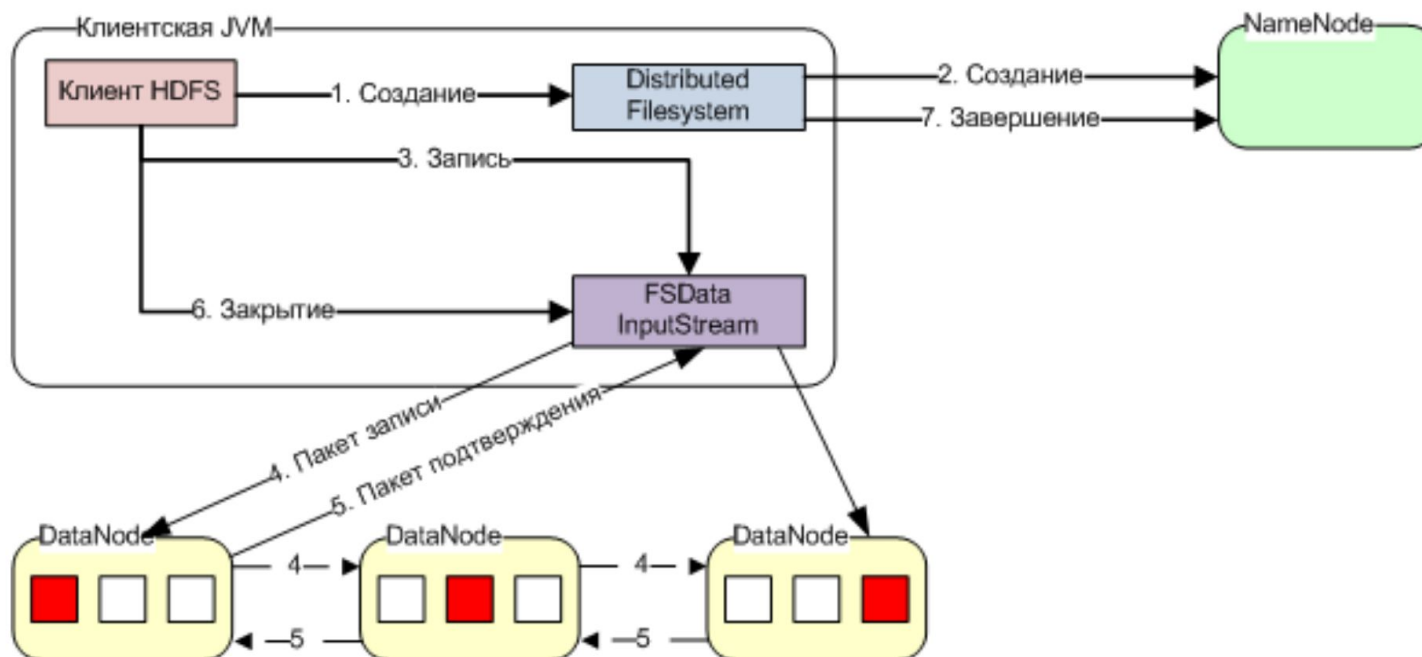 Клиентская JVM
NameNode
Клиент HDFS
1. Создание
Distributed
Filesystem
2. Создание
7. Завершение
3. Запись
6. Закрытие
FSData
InputStream
4. Пакет записи
5. Пакет подтверждения
DataNode
DataNode
DataNode
4
4
5
5